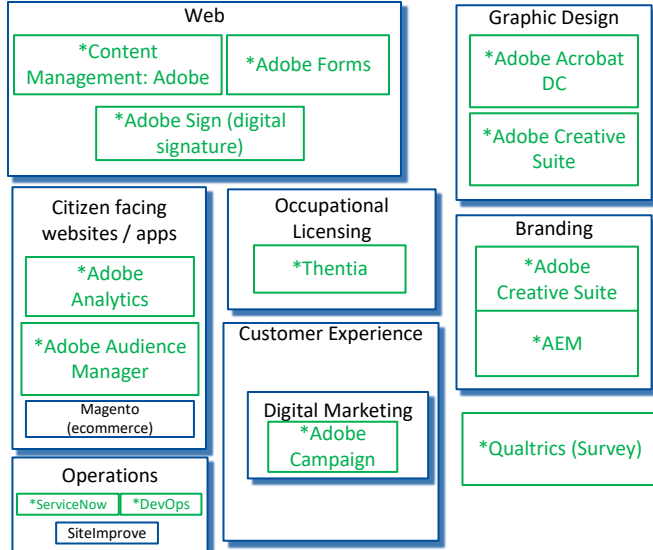 Web
*Content
Management: Adobe
*Adobe Forms
*Adobe Sign (digital
signature)
Graphic Design
*Adobe Acrobat
DC
*Adobe Creative
Suite
Citizen facing
websites / apps
*Adobe
Analytics
*Adobe Audience
Manager
Magento
(ecommerce)
Occupational
Licensing
*Thentia
Branding
*Adobe
Creative Suite
*AEM
Customer Experience
Digital Marketing
*Adobe
Campaign
*Qualtrics (Survey)
Operations
*ServiceNow
*DevOps
SiteImprove